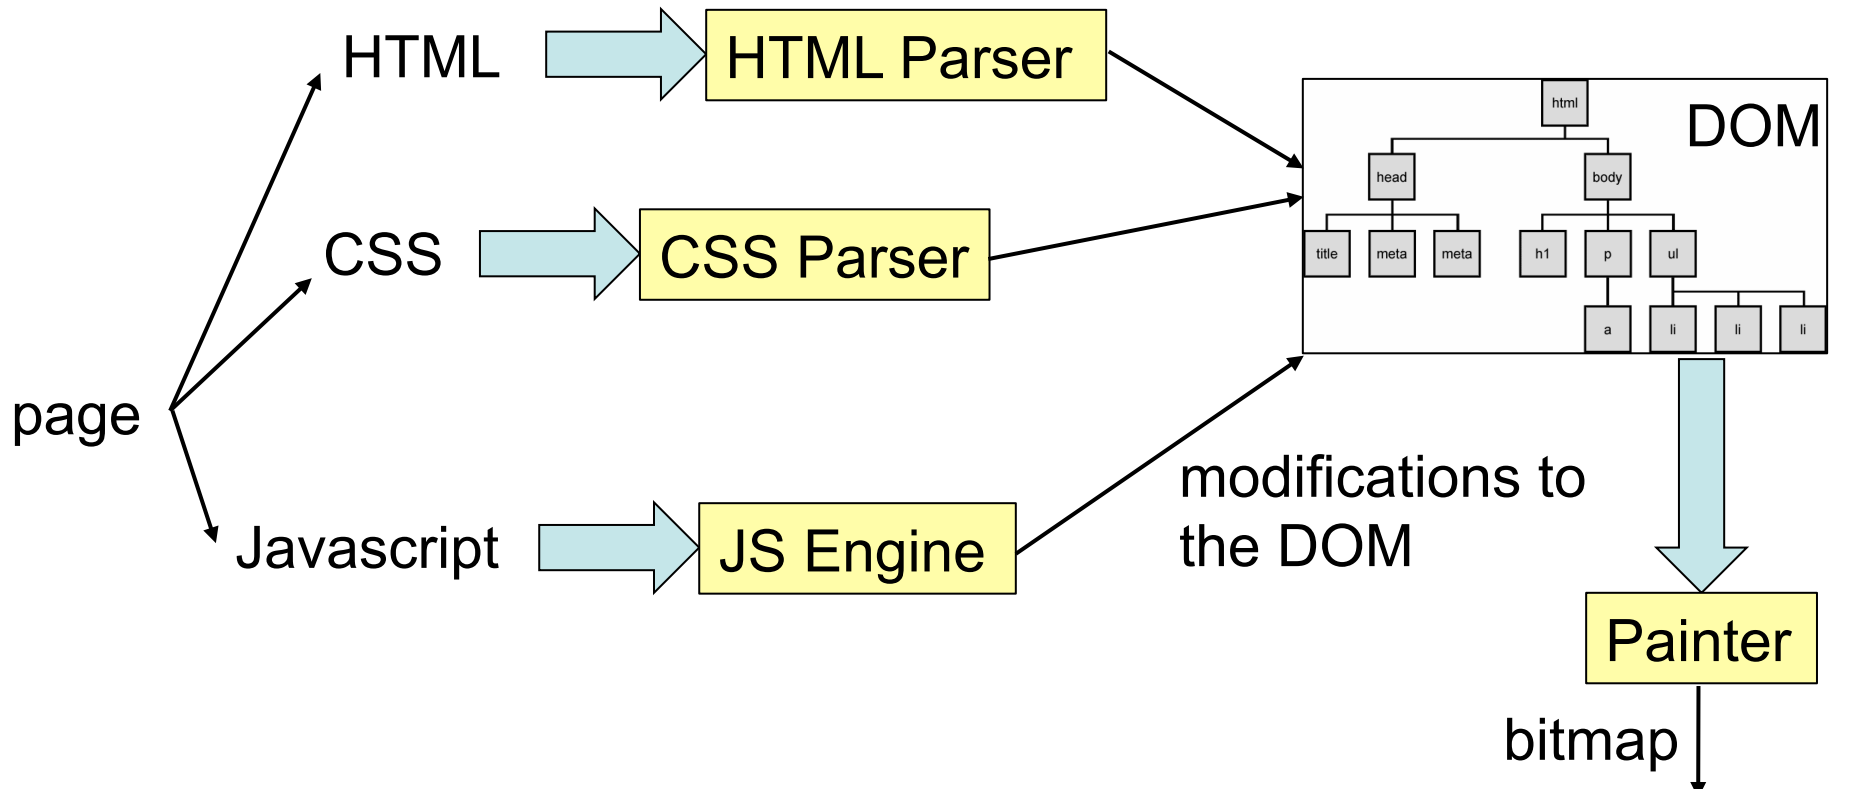 HTML
HTML Parser
DOM
html
head
body
title
meta
meta
h1
p
ul
a
li
li
li
CSS
CSS Parser
page
Javascript
JS Engine
modifications to
the DOM
Painter
bitmap